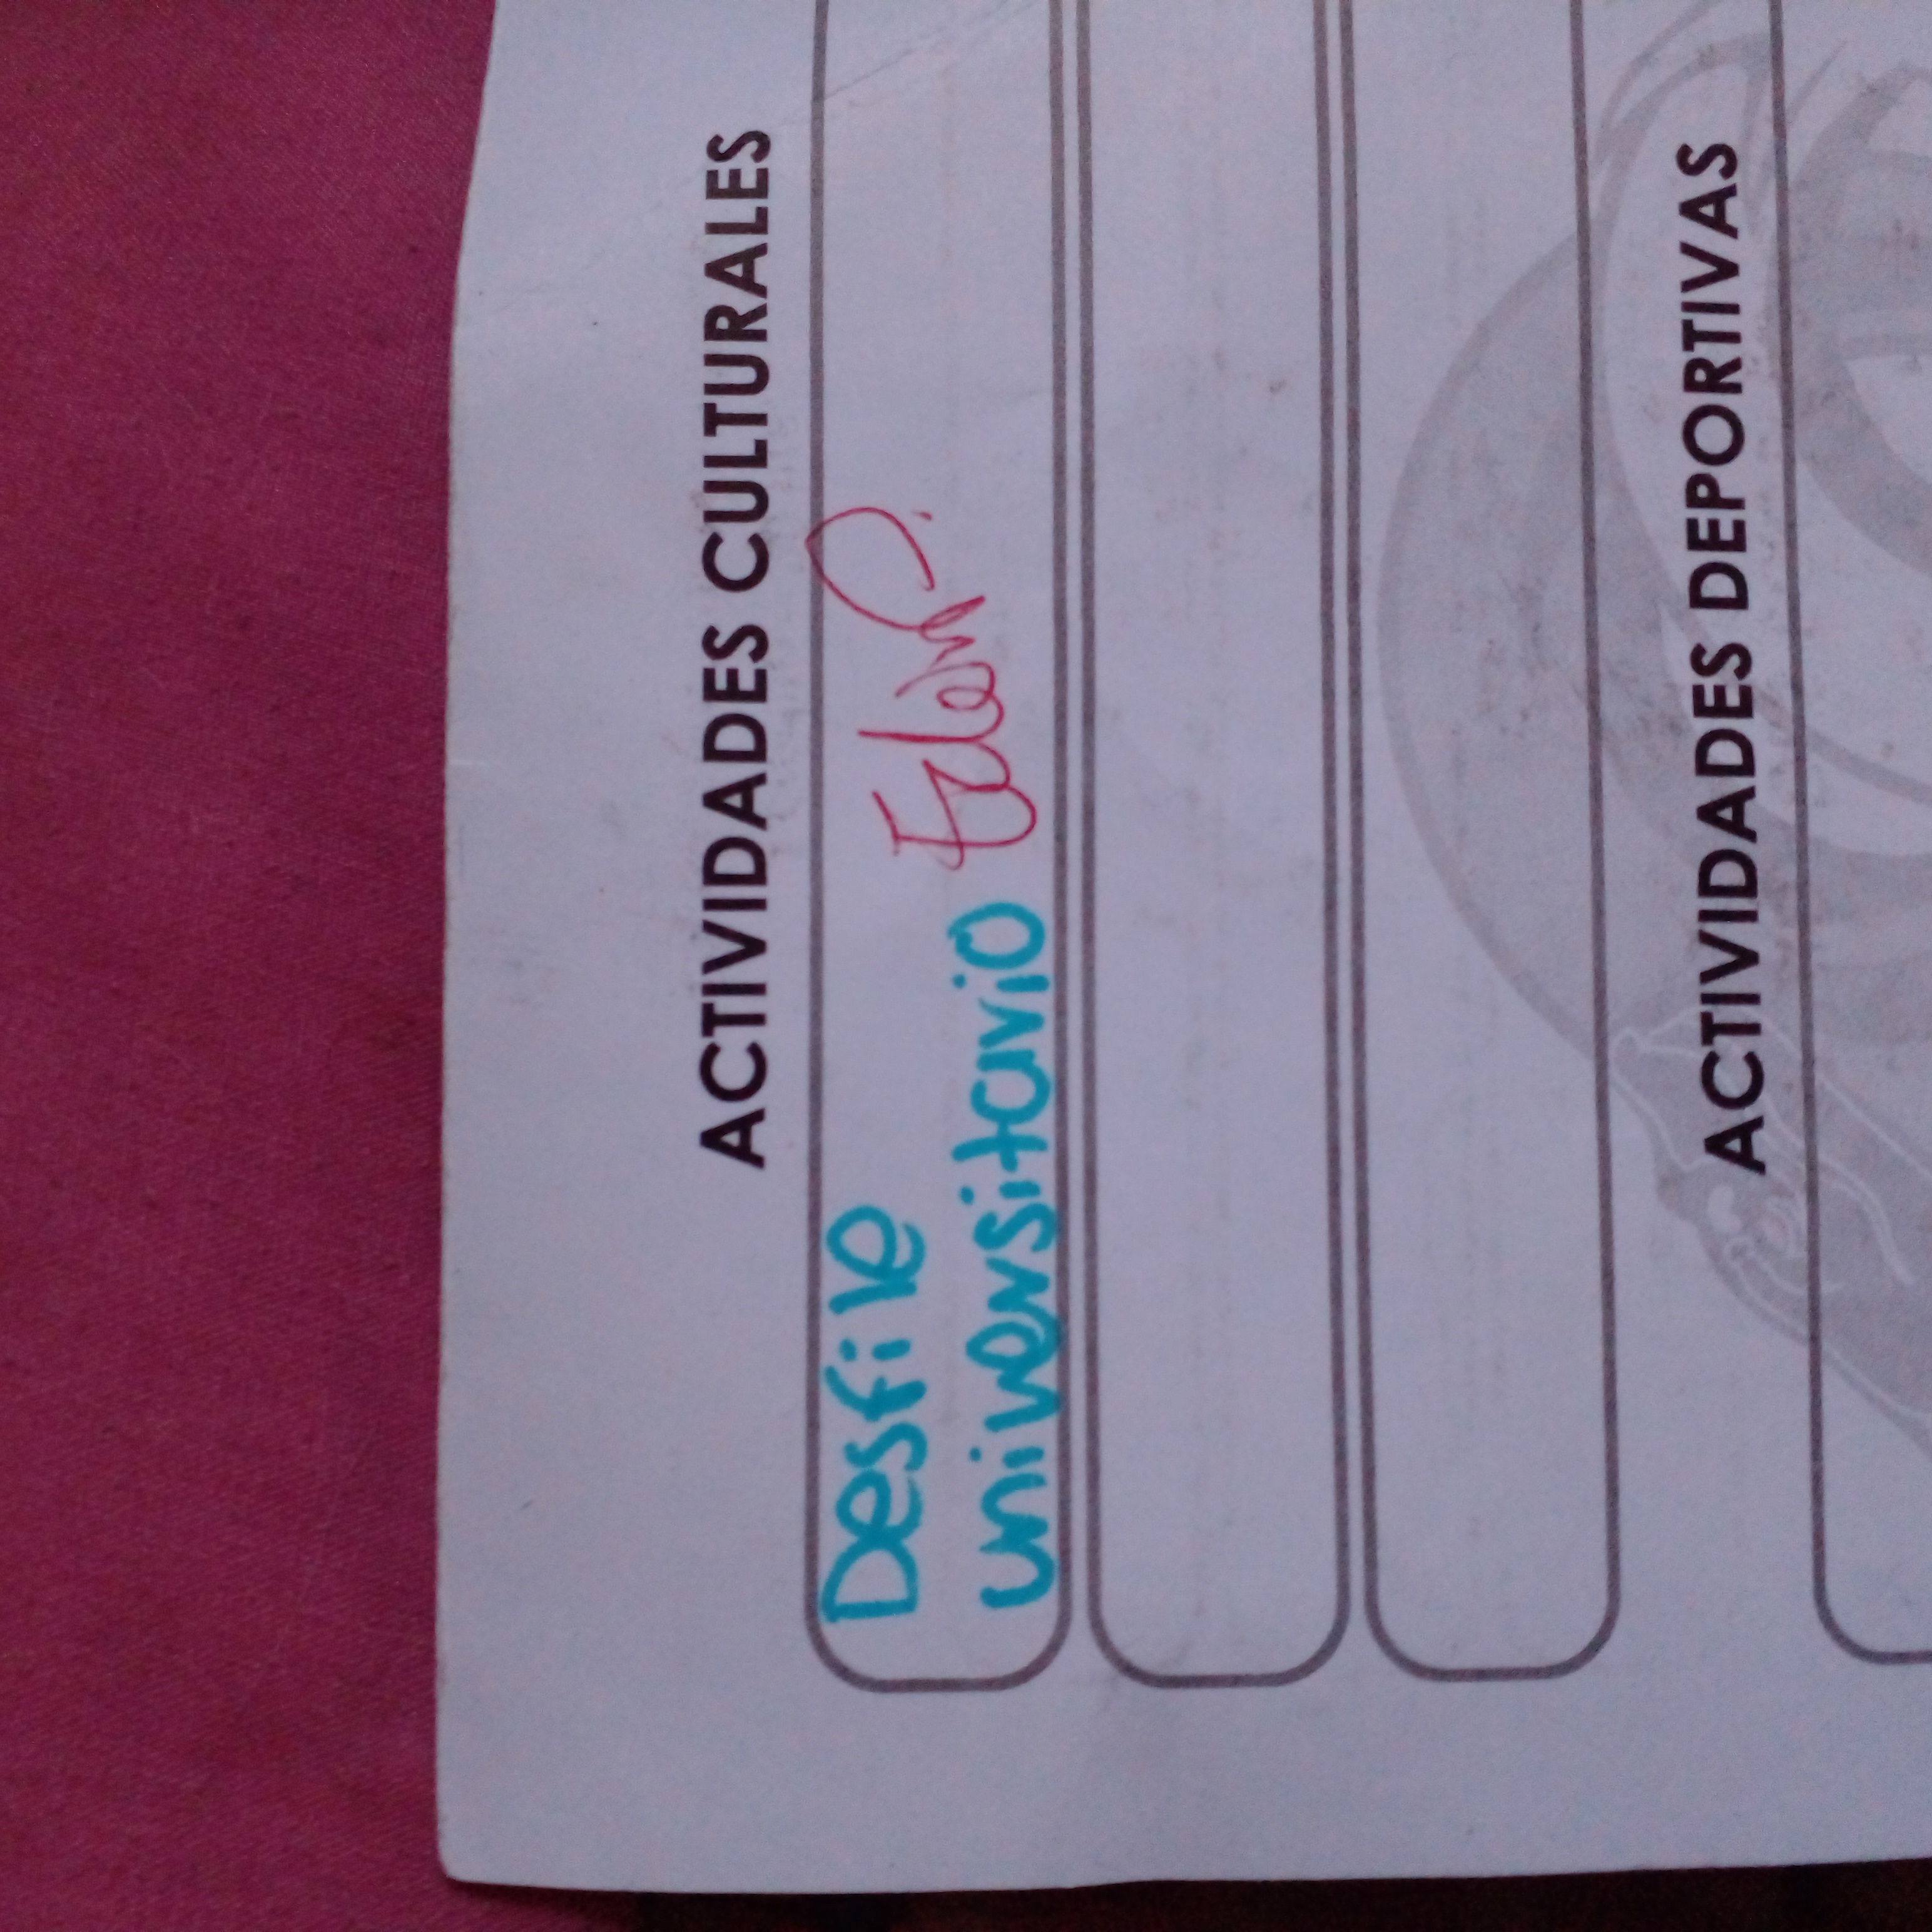 ACTIVIDADES CULTURALES
Desfile
universitario
ACTIVIDADES DEPORTIVAS